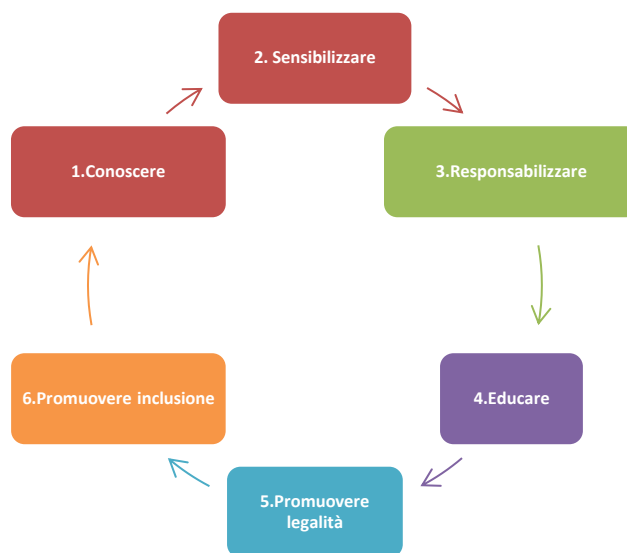 2. Sensibilizzare
1.Conoscere
3.Responsabilizzare
6.Promuovere inclusione
4.Educare
5.Promuovere
legalità